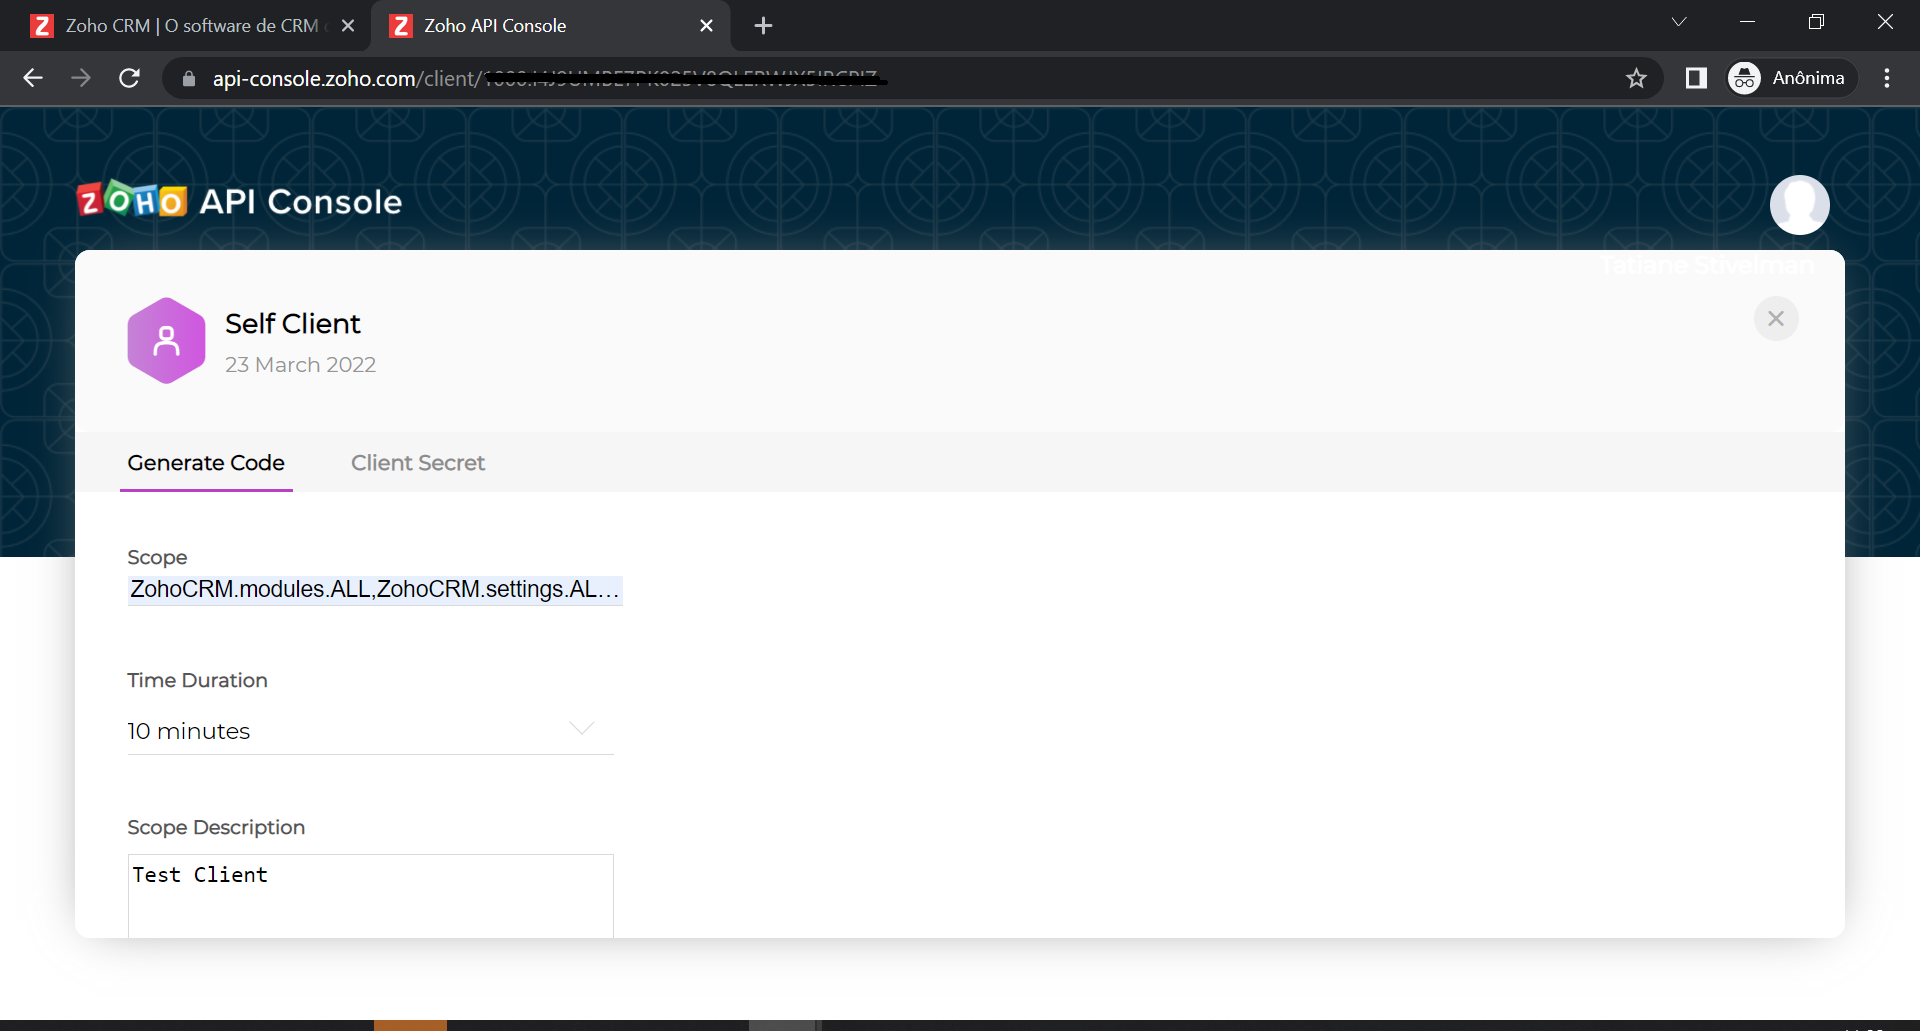 Zoho CRM | O software de CRM
Zoho API Console
api-console.zoho.com/client/
Anônima
ZOHO API Console
Tatiane Stivelman
Self Client
23 March 2022
Generate Code
Client Secret
Scope
ZohoCRM.modules.ALL,ZohoCRM.settings.AL...
Time Duration
10 minutes
Scope Description
Test Client